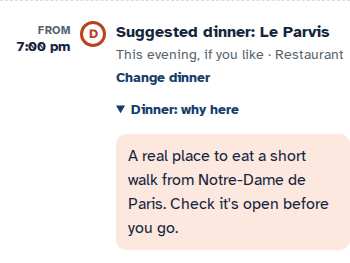 FROM
7:00 pm
D
Suggested dinner: Le Parvis
This evening, if you like · Restaurant
Change dinner
▼ Dinner: why here
A real place to eat a short
walk from Notre-Dame de
Paris. Check it's open before
you go.